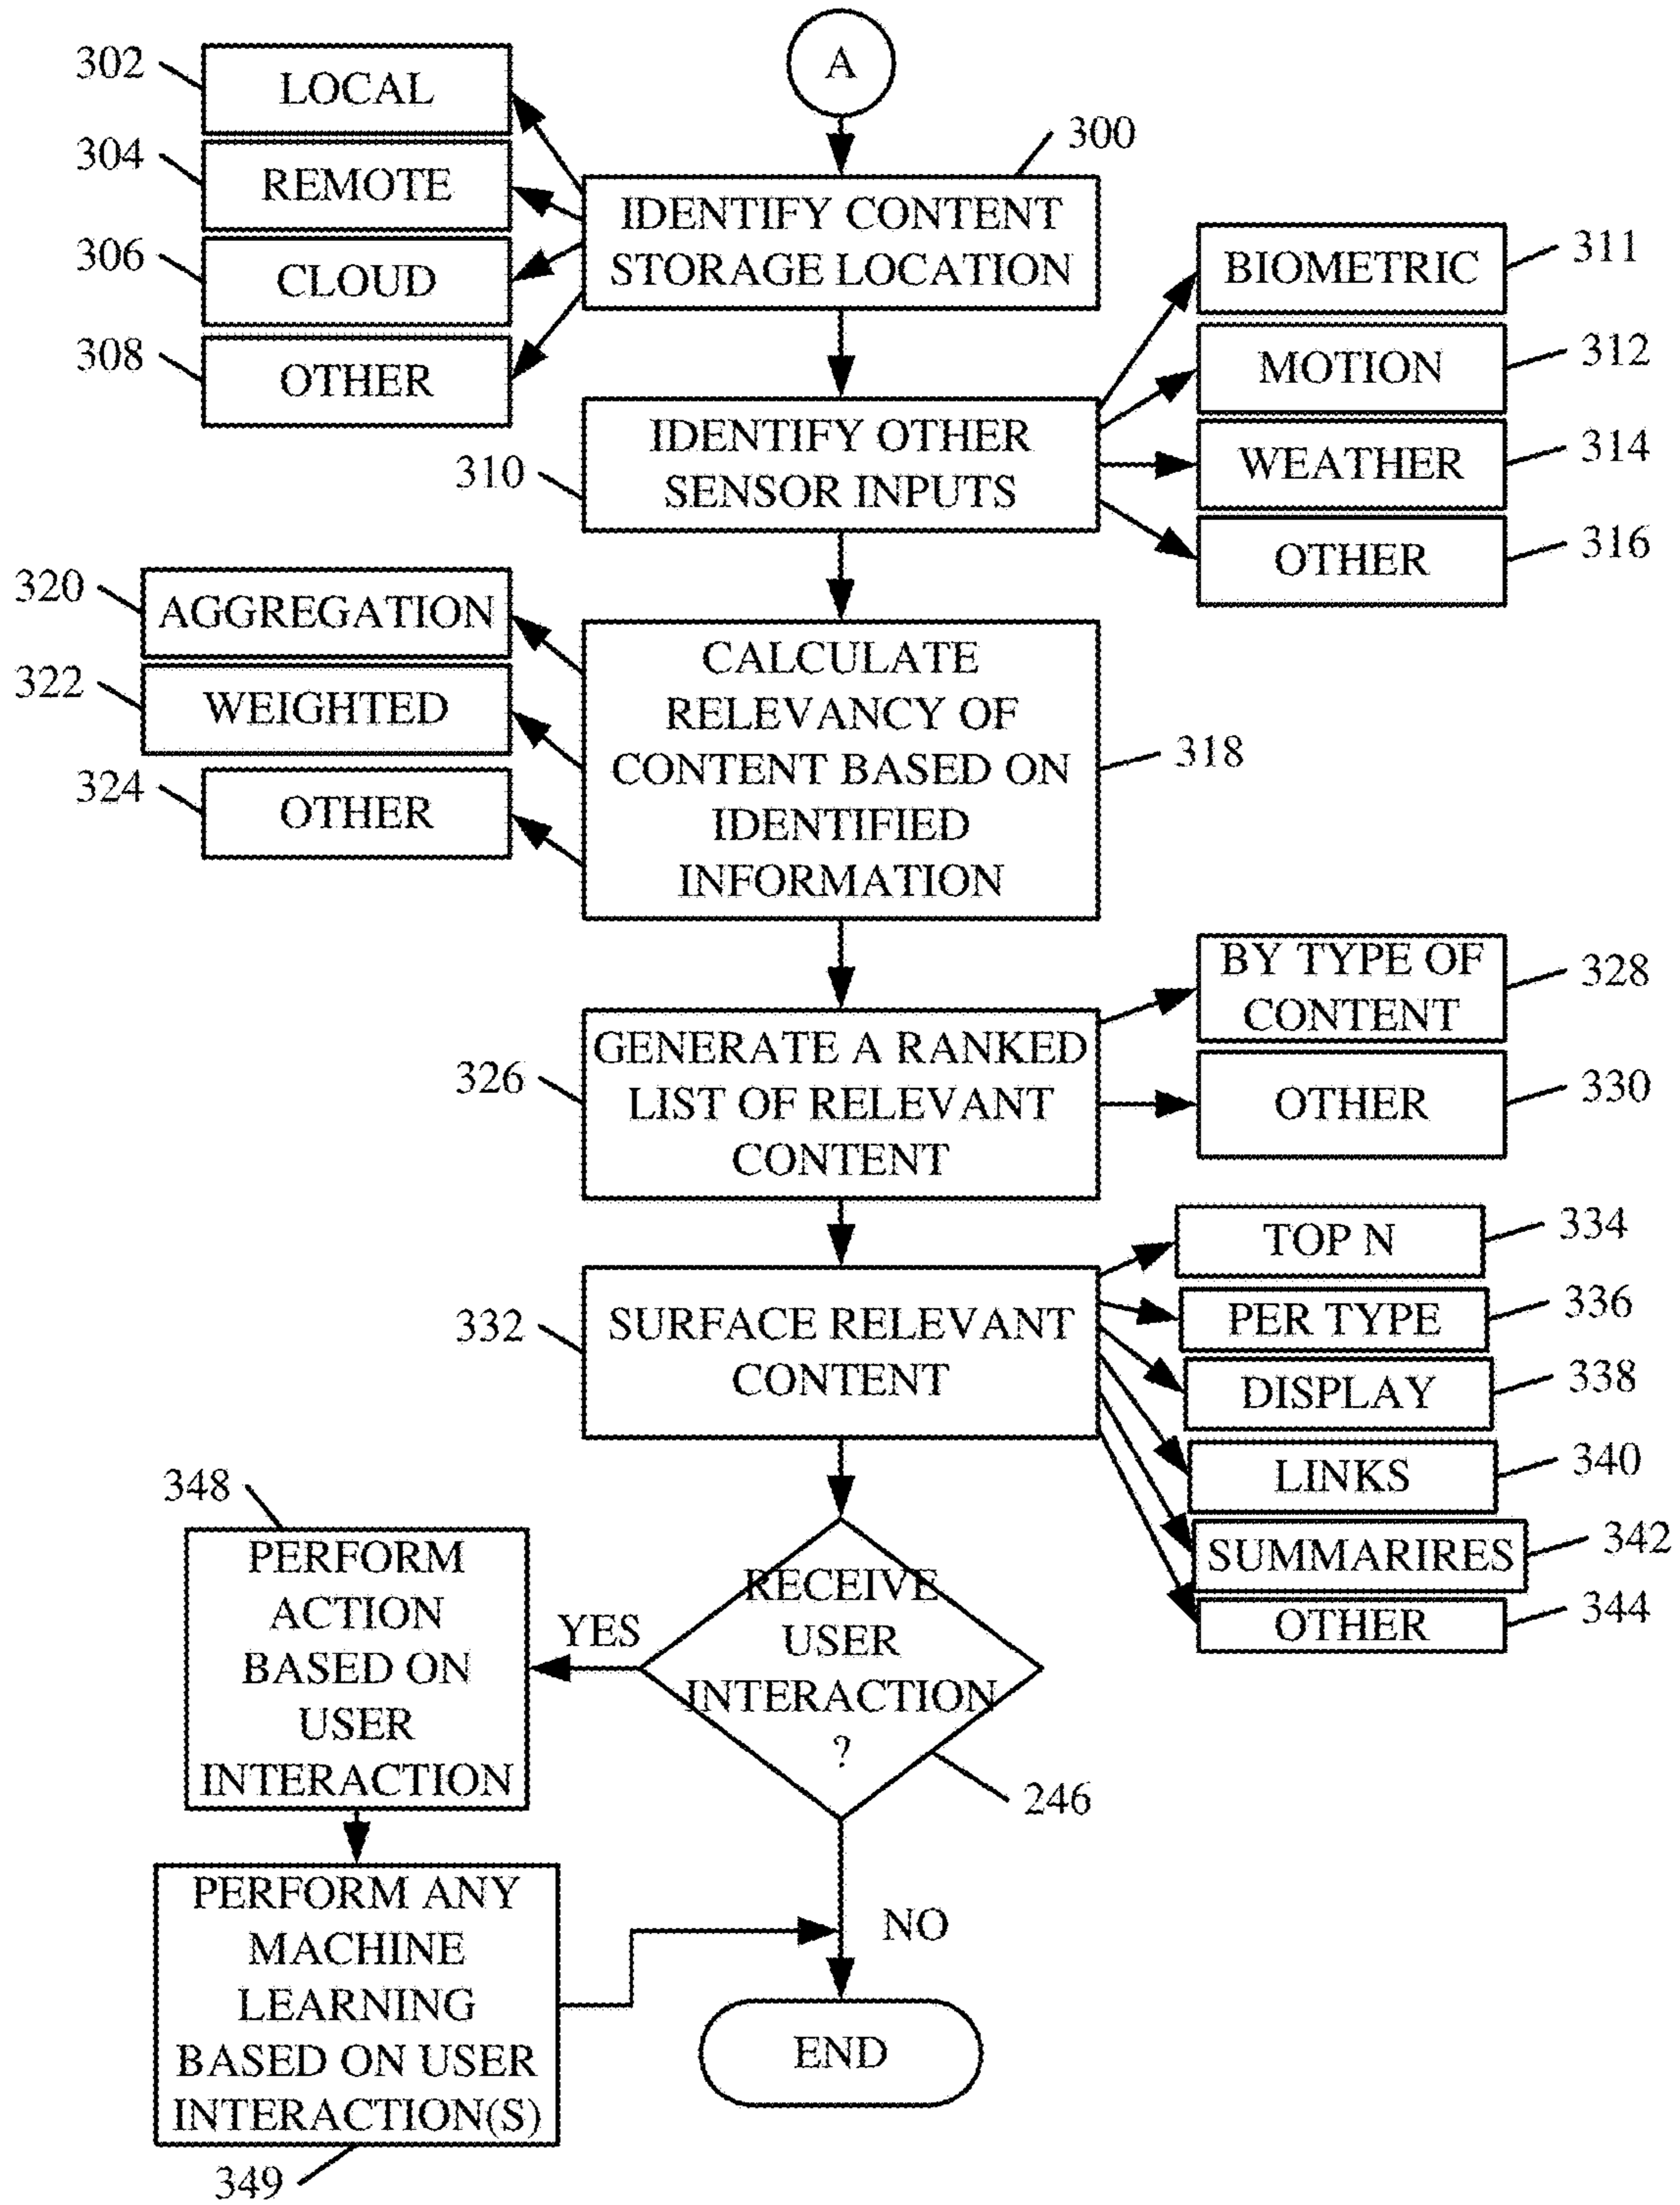 A
302
LOCAL
304
REMOTE
306
CLOUD
308
OTHER
300
IDENTIFY CONTENT
STORAGE LOCATION
311
BIOMETRIC
312
MOTION
314
WEATHER
316
OTHER
310
IDENTIFY OTHER
SENSOR INPUTS
320
AGGREGATION
322
WEIGHTED
324
OTHER
CALCULATE
RELEVANCY OF
CONTENT BASED ON
IDENTIFIED
INFORMATION
318
BY TYPE OF
CONTENT
328
OTHER
330
326
GENERATE A RANKED
LIST OF RELEVANT
CONTENT
TOP N
334
PER TYPE
336
DISPLAY
338
LINKS
340
SUMMARIRES
342
OTHER
344
332
SURFACE RELEVANT
CONTENT
348
PERFORM
ACTION
BASED ON
USER
INTERACTION
YES
RECEIVE
USER
INTERACTION
?
246
PERFORM ANY
MACHINE
LEARNING
BASED ON USER
INTERACTION(S)
349
NO
END